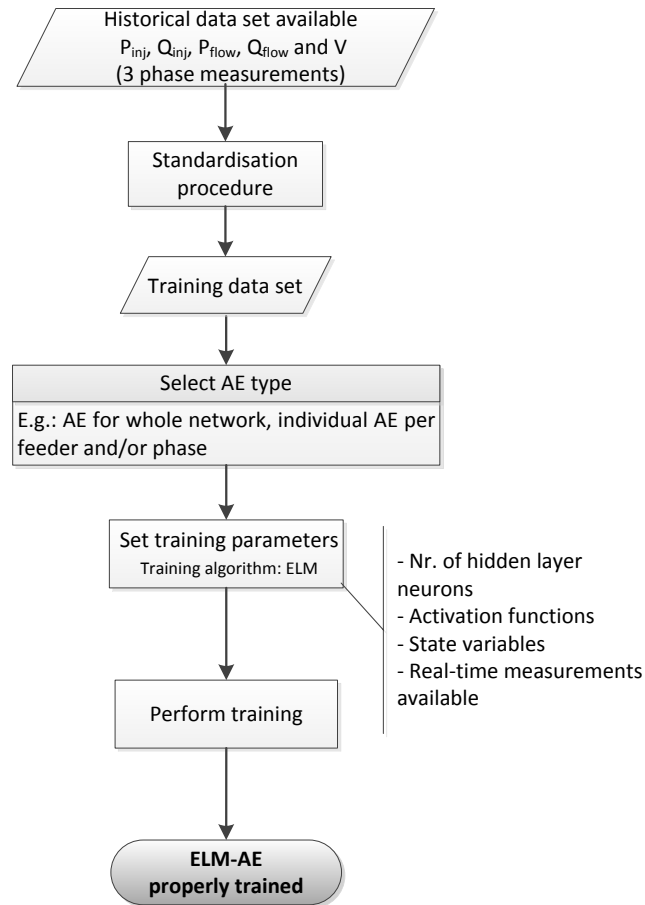 Historical data set available
Pinj, Qinj, Pflow, Qflow and V
(3 phase measurements)
Standardisation
procedure
Training data set
Select AE type
E.g.: AE for whole network, individual AE per
feeder and/or phase
Set training parameters
Training algorithm: ELM
- Nr. of hidden layer
neurons
- Activation functions
- State variables
- Real-time measurements
available
Perform training
ELM-AE
properly trained